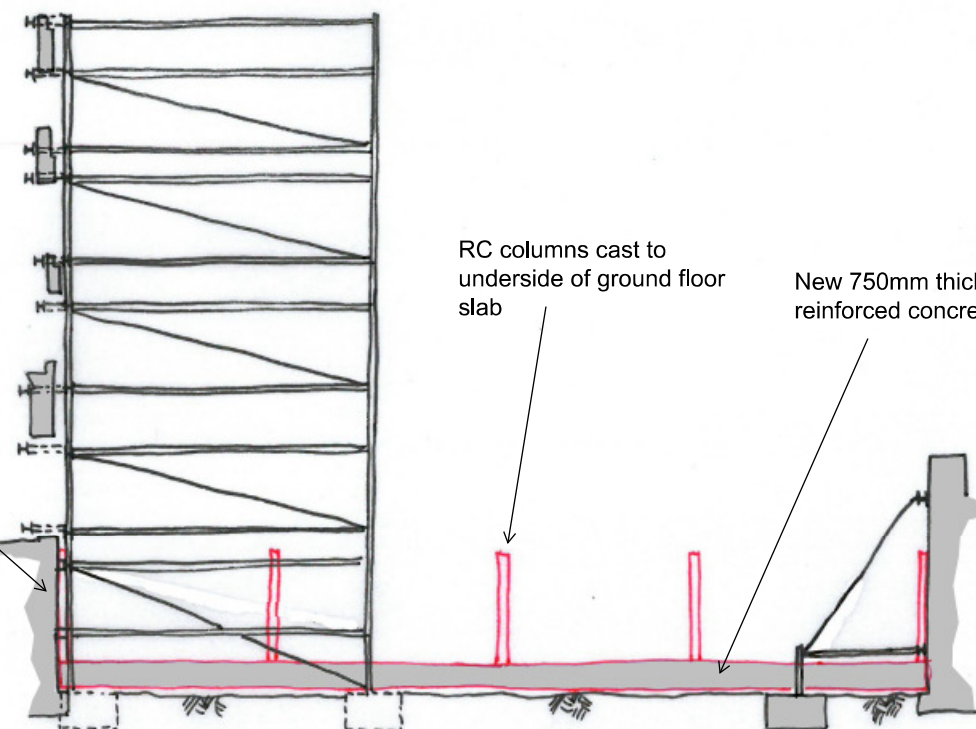 RC columns cast to
underside of ground floor
slab
New 750mm thick
reinforced concre